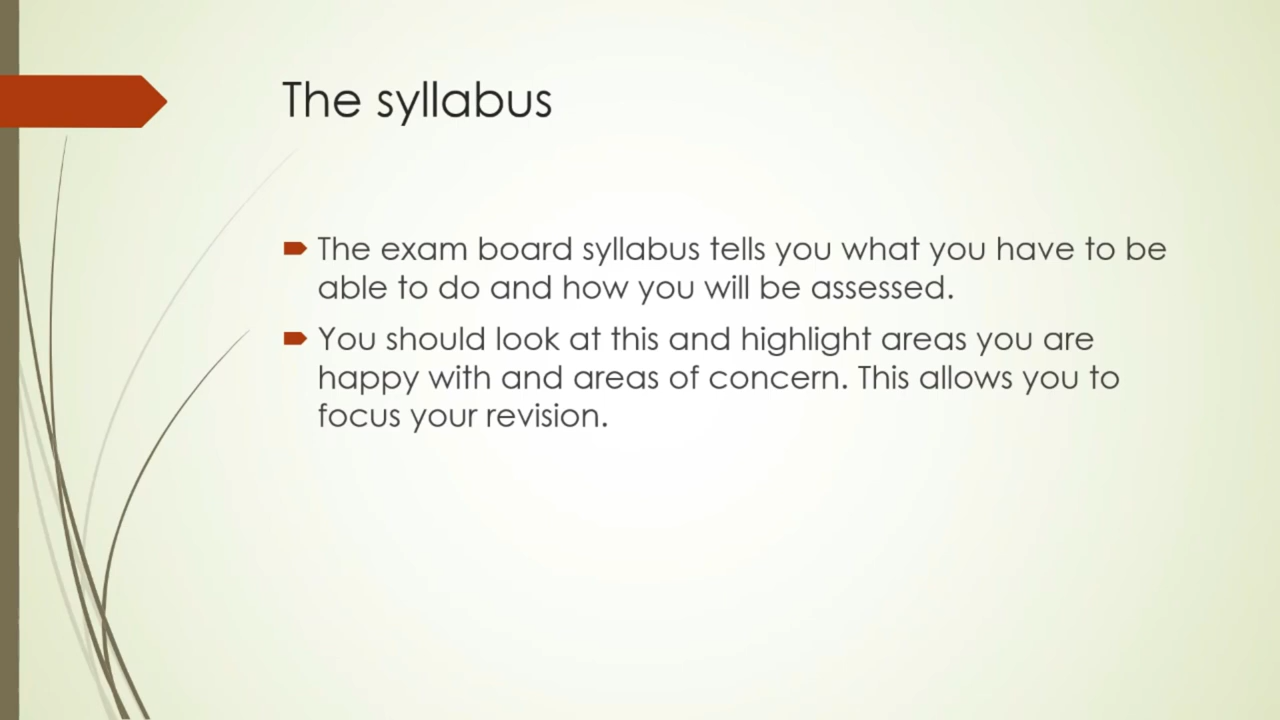 The syllabus
The exam board syllabus tells you what you have to be
able to do and how you will be assessed.
You should look at this and highlight areas you are
happy with and areas of concern. This allows you to
focus your revision.